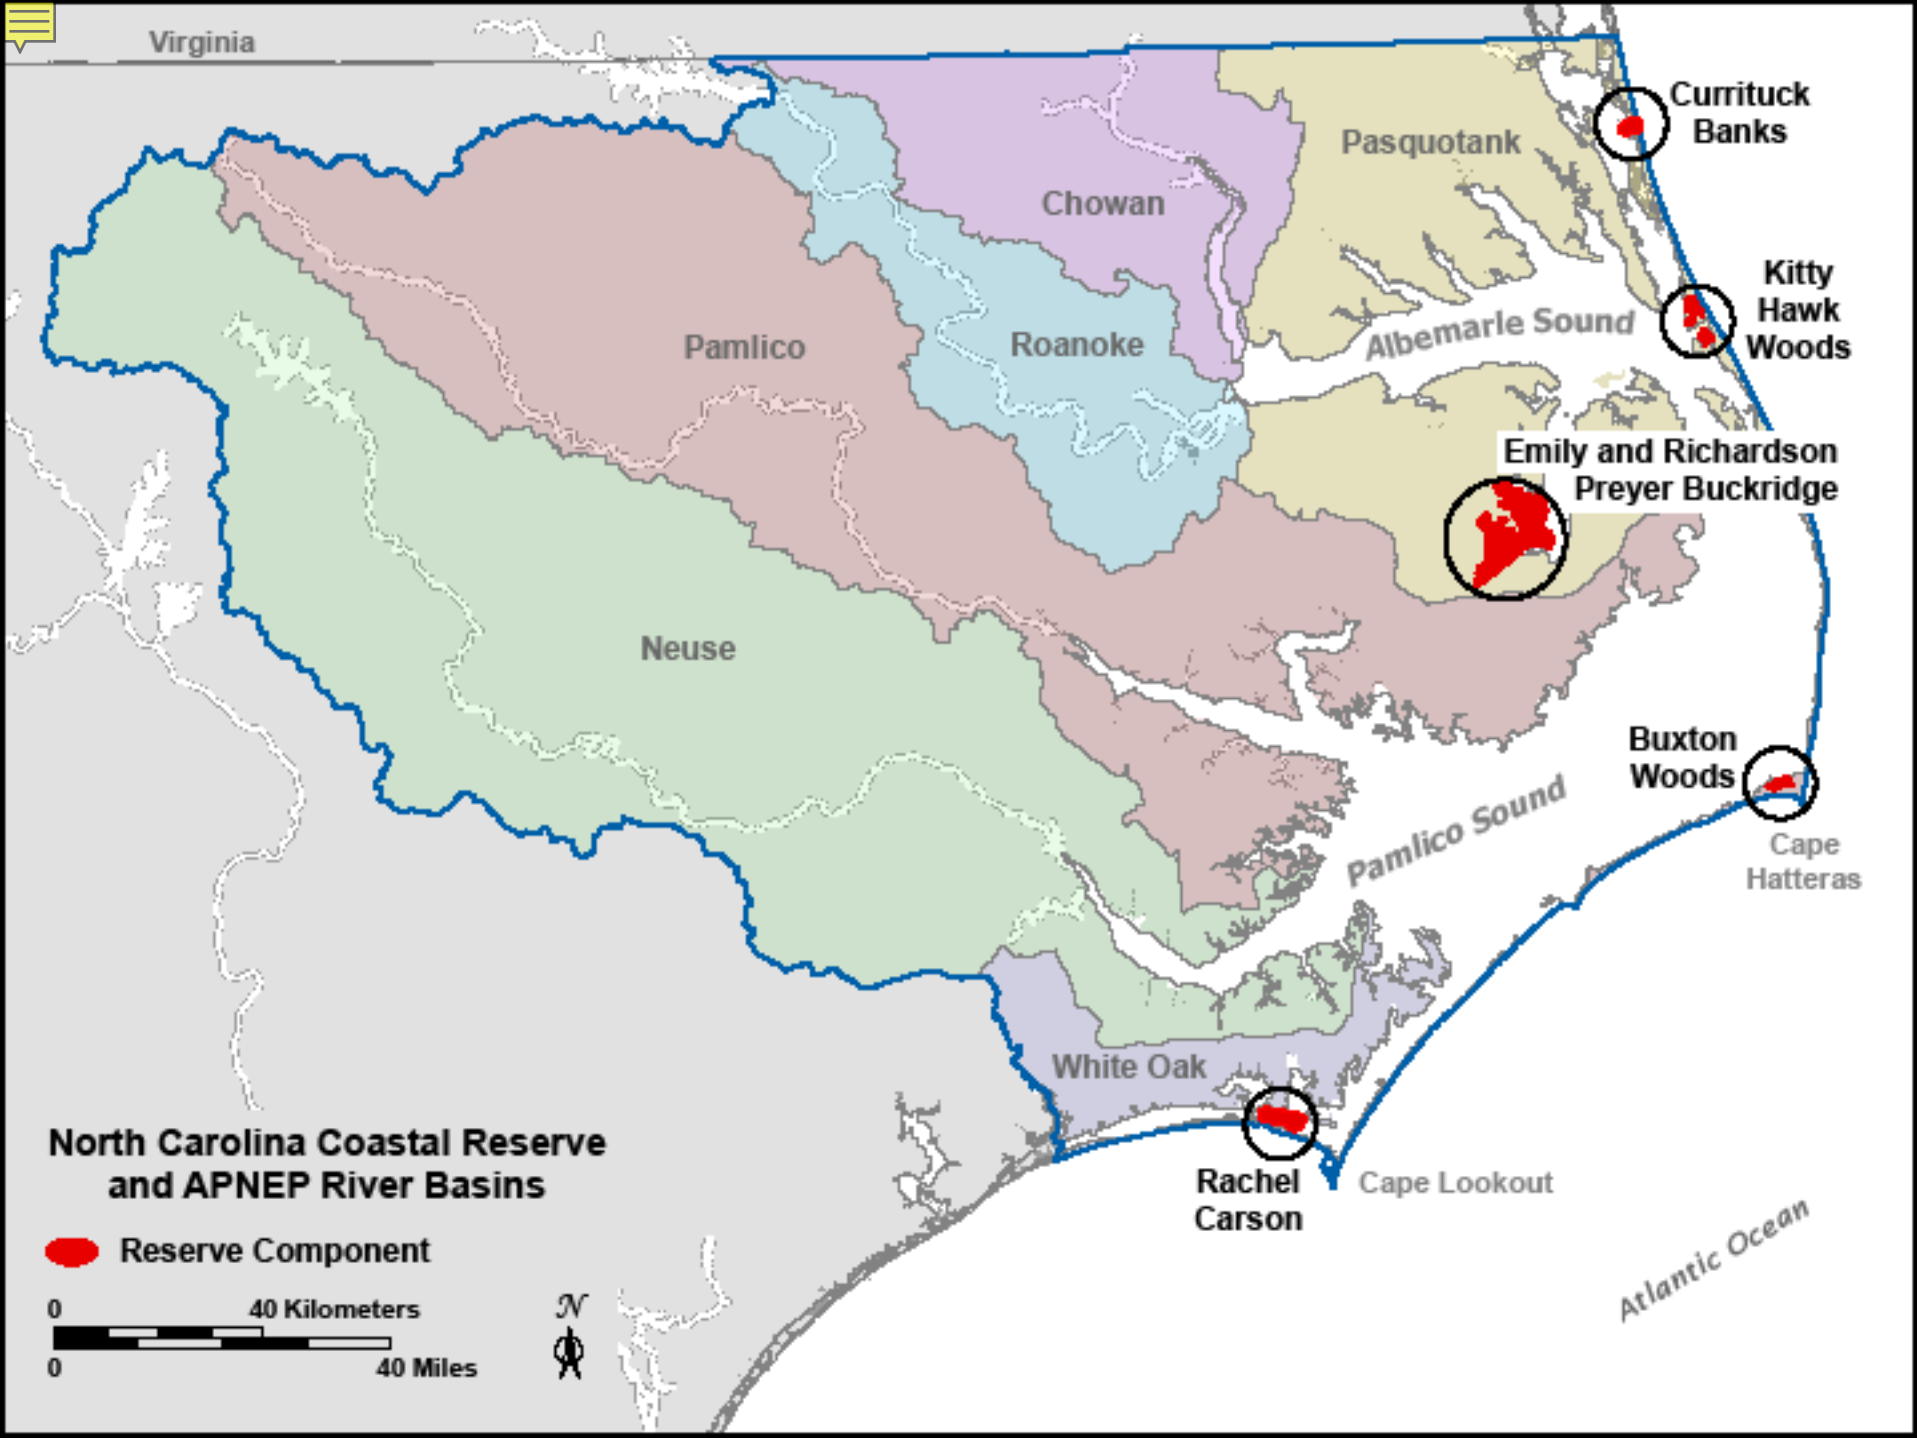 Virginia
Currituck
Banks
Pasquotank
Chowan
Kitty
Hawk
Woods
Albemarle Sound
Pamlico
Roanoke
Emily and Richardson
Preyer Buckridge
Neuse
Buxton
Woods
Pamlico Sound
Cape
Hatteras
White Oak
Rachel
Carson
Cape Lookout
Atlantic Ocean
North Carolina Coastal Reserve
and APNEP River Basins
Reserve Component
0 40 Kilometers
0 40 Miles
N